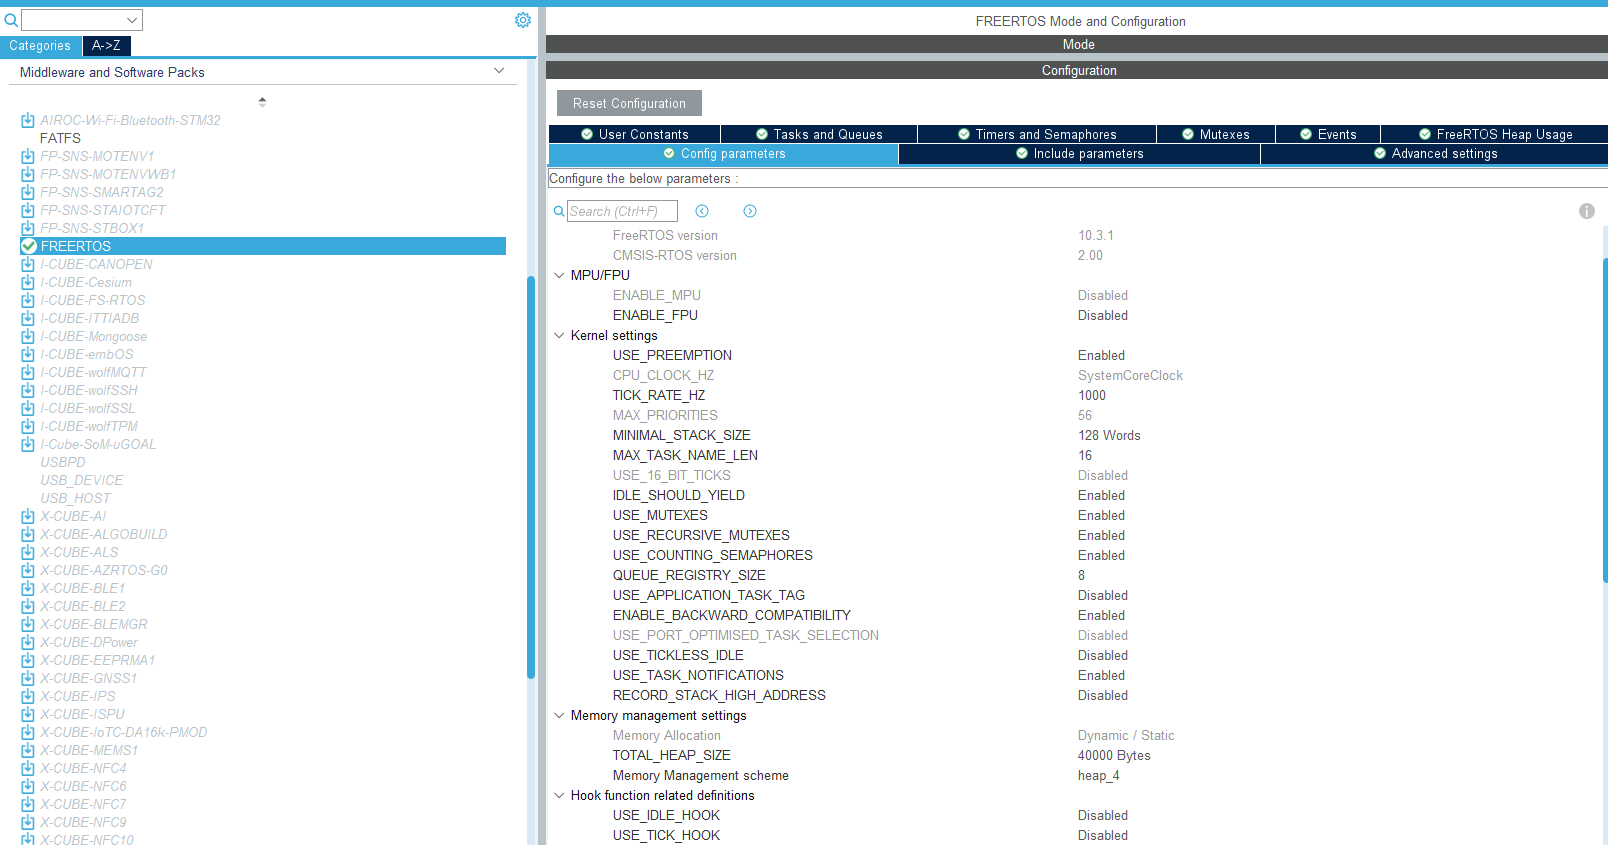 Categories
A->Z
Middleware and Software Packs
AIROC-Wi-Fi-Bluetooth-STM32
FATFS
FP-SNS-MOTENV1
FP-SNS-MOTENVWB1
FP-SNS-SMARTAG2
FP-SNS-STAIOTCFT
FP-SNS-STBOX1
FREERTOS
I-CUBE-CANOPEN
I-CUBE-Cesium
I-CUBE-FS-RTOS
I-CUBE-ITTIADB
I-CUBE-Mongoose
I-CUBE-embOS
I-CUBE-wolfMQTT
I-CUBE-wolfSSH
I-CUBE-wolfSSL
I-CUBE-wolfTPM
I-Cube-SoM-uGOAL
USBPD
USB_DEVICE
USB_HOST
X-CUBE-AI
X-CUBE-ALGOBUILD
X-CUBE-ALS
X-CUBE-AZRTOS-G0
X-CUBE-BLE1
X-CUBE-BLE2
X-CUBE-BLEMGR
X-CUBE-DPower
X-CUBE-EEPRMA1
X-CUBE-GNSS1
X-CUBE-IPS
X-CUBE-ISPU
X-CUBE-IoTC-DA16k-PMOD
X-CUBE-MEMS1
X-CUBE-NFC4
X-CUBE-NFC6
X-CUBE-NFC7
X-CUBE-NFC9
X-CUBE-NFC10
FREERTOS Mode and Configuration
Mode
Configuration
Reset Configuration
User Constants Tasks and Queues Timers and Semaphores Mutexes Events FreeRTOS Heap Usage
Config parameters Include parameters Advanced settings
Configure the below parameters :
Search (Ctrl+F)
FreeRTOS version 10.3.1
CMSIS-RTOS version 2.00
MPU/FPU
ENABLE_MPU Disabled
ENABLE_FPU Disabled
Kernel settings
USE_PREEMPTION Enabled
CPU_CLOCK_HZ SystemCoreClock
TICK_RATE_HZ 1000
MAX_PRIORITIES 56
MINIMAL_STACK_SIZE 128 Words
MAX_TASK_NAME_LEN 16
USE_16_BIT_TICKS Disabled
IDLE_SHOULD_YIELD Enabled
USE_MUTEXES Enabled
USE_RECURSIVE_MUTEXES Enabled
USE_COUNTING_SEMAPHORES Enabled
QUEUE_REGISTRY_SIZE 8
USE_APPLICATION_TASK_TAG Disabled
ENABLE_BACKWARD_COMPATIBILITY Enabled
USE_PORT_OPTIMISED_TASK_SELECTION Disabled
USE_TICKLESS_IDLE Disabled
USE_TASK_NOTIFICATIONS Enabled
RECORD_STACK_HIGH_ADDRESS Disabled
Memory management settings
Memory Allocation Dynamic / Static
TOTAL_HEAP_SIZE 40000 Bytes
Memory Management scheme heap_4
Hook function related definitions
USE_IDLE_HOOK Disabled
USE_TICK_HOOK Disabled